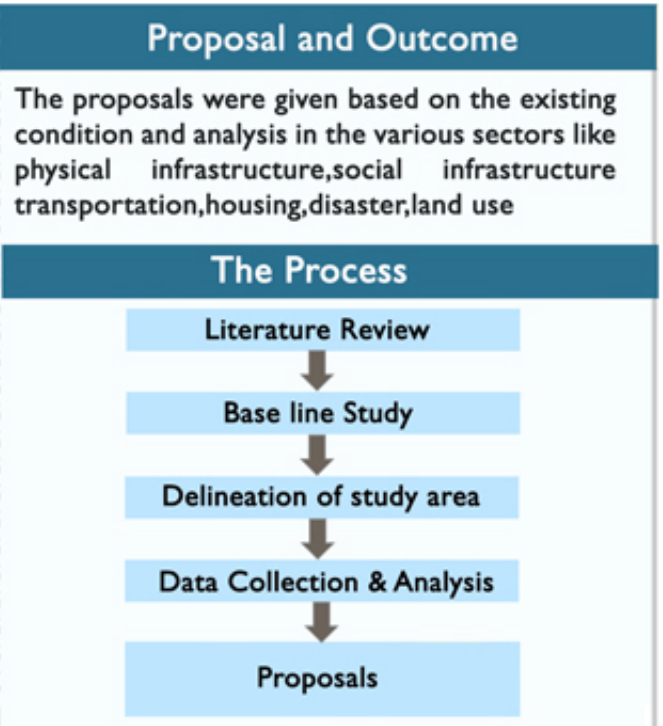 Proposal and Outcome
The proposals were given based on the existing
condition and analysis in the various sectors like
physical infrastructure,social infrastructure
transportation,housing,disaster,land use
The Process
Literature Review
Base line Study
Delineation of study area
Data Collection & Analysis
Proposals